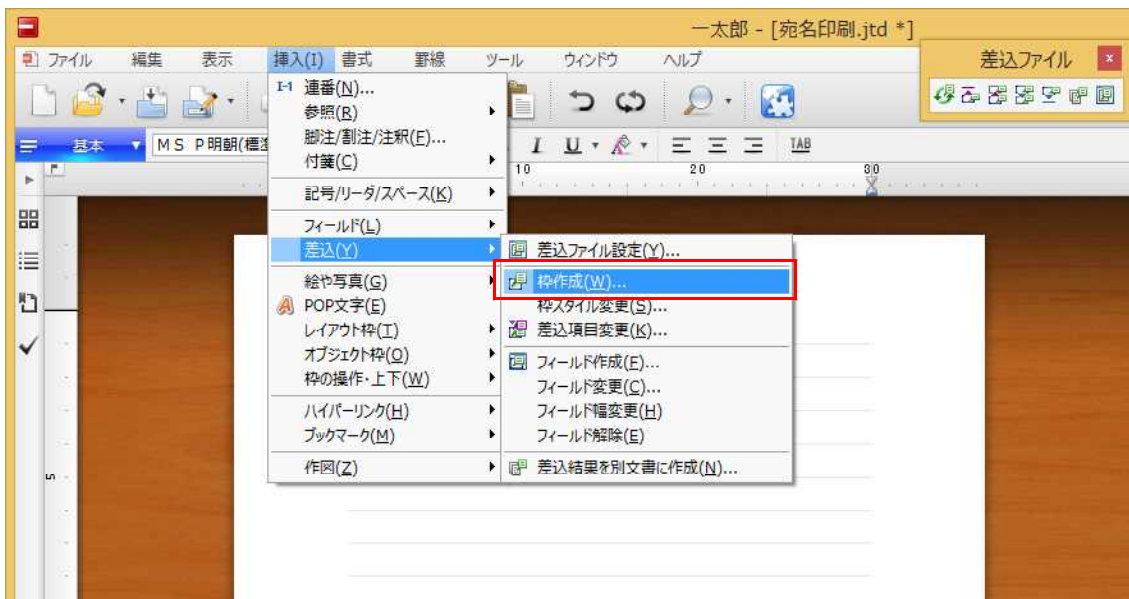 一太郎 - [宛名印刷.jtd *]
ファイル 編集 表示 挿入(I) 書式 罫線 ツール ウィンドウ ヘルプ
差込ファイル
基本
ＭＳ Ｐ明朝(標準
I U TAB
10 20 30
5
連番(N)...
参照(R)
脚注/割注/注釈(F)...
付箋(C)
記号/リーダ/スペース(K)
フィールド(L)
差込(Y)
絵や写真(G)
POP文字(E)
レイアウト枠(T)
オブジェクト枠(O)
枠の操作・上下(W)
ハイパーリンク(H)
ブックマーク(M)
作図(Z)
差込ファイル設定(Y)...
枠作成(W)...
枠スタイル変更(S)...
差込項目変更(K)...
フィールド作成(F)...
フィールド変更(C)...
フィールド幅変更(H)
フィールド解除(E)
差込結果を別文書に作成(N)...